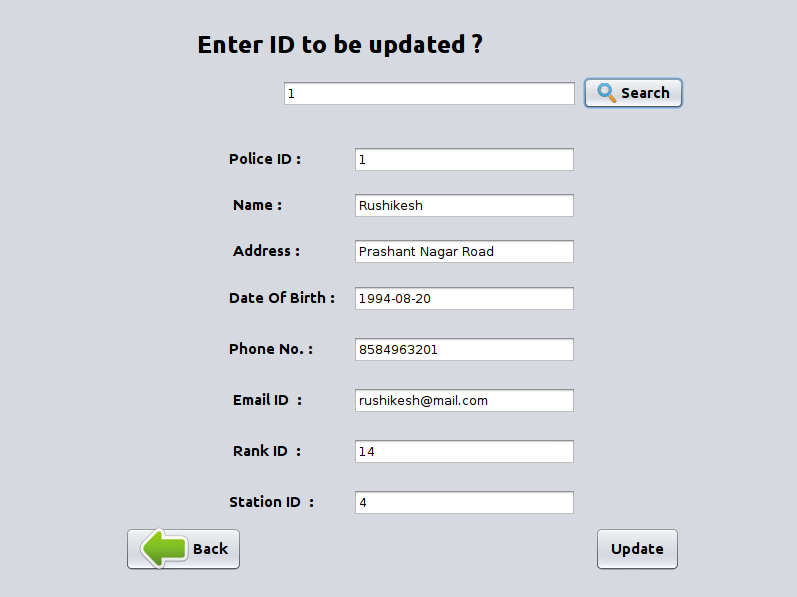 Enter ID to be updated ?
1 Search
Police ID : 1
Name : Rushikesh
Address : Prashant Nagar Road
Date Of Birth : 1994-08-20
Phone No. : 8584963201
Email ID : rushikesh@mail.com
Rank ID : 14
Station ID : 4
Back Update